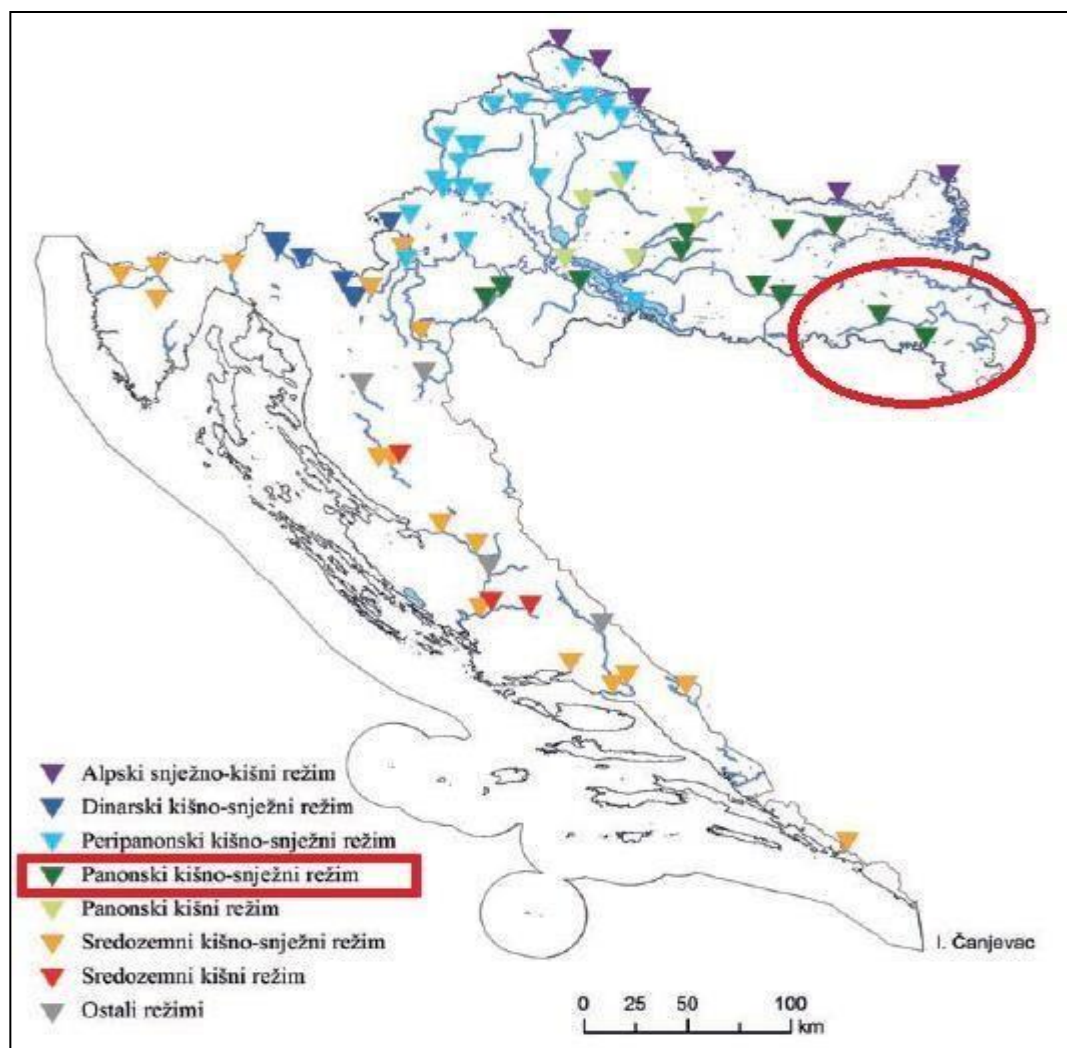 Alpski snježno-kišni režim
Dinarski kišno-snježni režim
Peripanonski kišno-snježni režim
Panonski kišno-snježni režim
Panonski kišni režim
Sredozemni kišno-snježni režim
Sredozemni kišni režim
Ostali režimi
I. Čanjevac
0 25 50 100
km